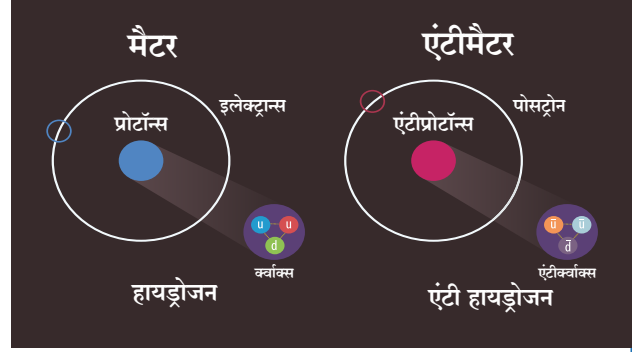 मैटर
इलेक्ट्रान्स
प्रोटॉन्स
u u
d
र्क्वाक्स
हायड्रोजन
एंटीमैटर
पोसट्रोन
एंटीप्रोटॉन्स
ū ū
d̄
एंटीर्क्वाक्स
एंटी हायड्रोजन